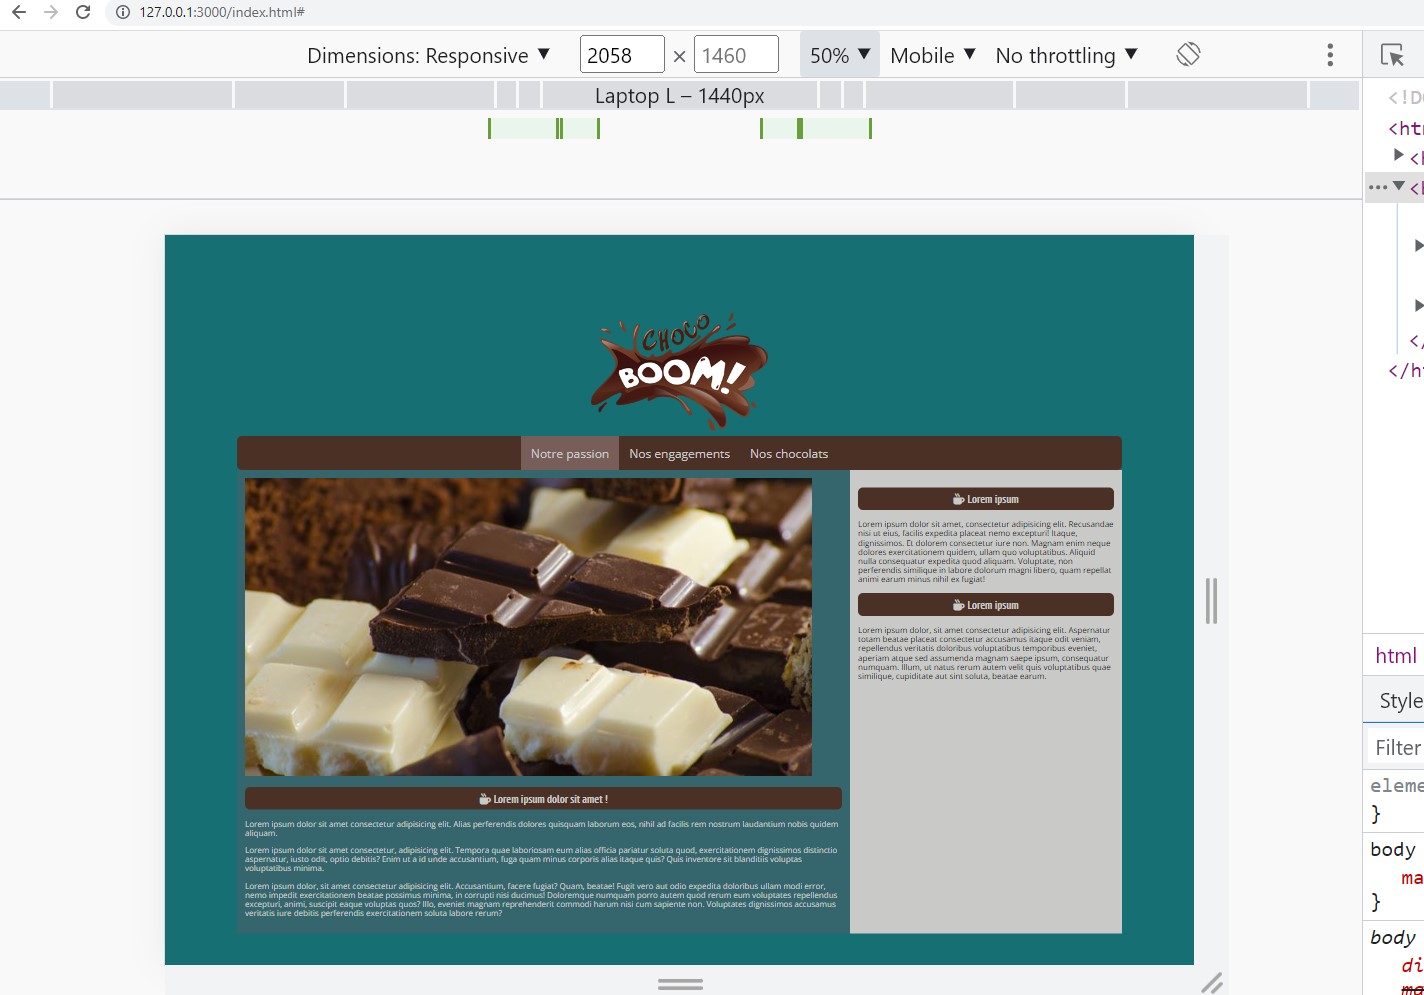 127.0.0.1:3000/index.html#
Dimensions: Responsive ▼ 2058 × 1460 50% ▼ Mobile ▼ No throttling ▼
Laptop L – 1440px
CHOCO
BOOM!
Notre passion Nos engagements Nos chocolats
Lorem ipsum dolor sit amet !
Lorem ipsum dolor sit amet consectetur adipisicing elit. Alias perferendis dolores quisquam laborum eos, nihil ad facilis rem nostrum laudantium nobis quidem
aliquam.
Lorem ipsum dolor sit amet consectetur, adipisicing elit. Tempora quae laboriosam eum alias officia pariatur soluta quod, exercitationem dignissimos distinctio
aspernatur, iusto odit, optio debitis? Enim ut a id unde accusantium, fuga quam minus corporis alias itaque quis? Quis inventore sit blanditiis voluptas
voluptatibus minima.
Lorem ipsum dolor, sit amet consectetur adipisicing elit. Accusantium, facere fugiat? Quam, beatae! Fugit vero aut odio expedita doloribus ullam modi error,
nemo impedit exercitationem beatae possimus minima, in corrupti nisi ducimus! Doloremque numquam porro autem quod rerum eum voluptates repellendus
excepturi, animi, suscipit eaque voluptas quos? Illo, eveniet magnam reprehenderit commodi harum nisi cum sapiente non. Voluptates dignissimos accusamus
veritatis iure debitis perferendis exercitationem soluta labore rerum?
Lorem ipsum
Lorem ipsum dolor sit amet, consectetur adipisicing elit. Recusandae
nisi ut eius, facilis expedita placeat nemo excepturi! Itaque,
dignissimos. Et dolorem consectetur iure non. Magnam enim neque
dolores exercitationem quidem, ullam quo voluptatibus. Aliquid
nulla consequatur expedita quod aliquam. Voluptate, non
perferendis similique in labore dolorum magni libero, quam repellat
animi earum minus nihil ex fugiat!
Lorem ipsum
Lorem ipsum dolor, sit amet consectetur adipisicing elit. Aspernatur
totam beatae placeat consectetur accusamus itaque odit veniam,
repellendus veritatis doloribus voluptatibus temporibus eveniet,
aperiam atque sed assumenda magnam saepe ipsum, consequatur
numquam. Illum, ut natus rerum autem velit quis voluptatibus quae
similique, cupiditate aut sint soluta, beatae earum.
<!D
<ht
</
</h
html
Style
Filter
eleme
}
body
ma
}
body
di
ma